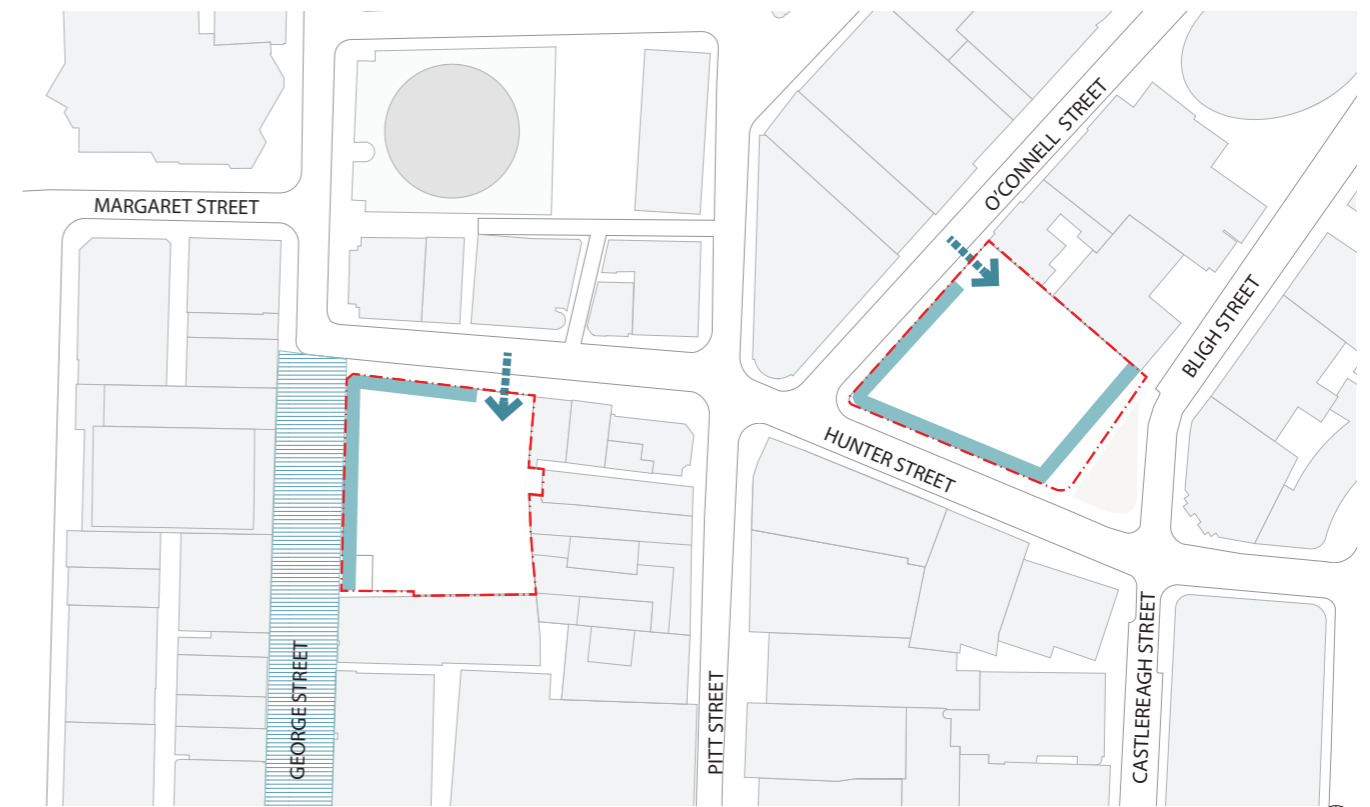 O'CONNELL STREET
MARGARET STREET
BLIGH STREET
HUNTER STREET
GEORGE STREET
PITT STREET
CASTLEREAGH STREET